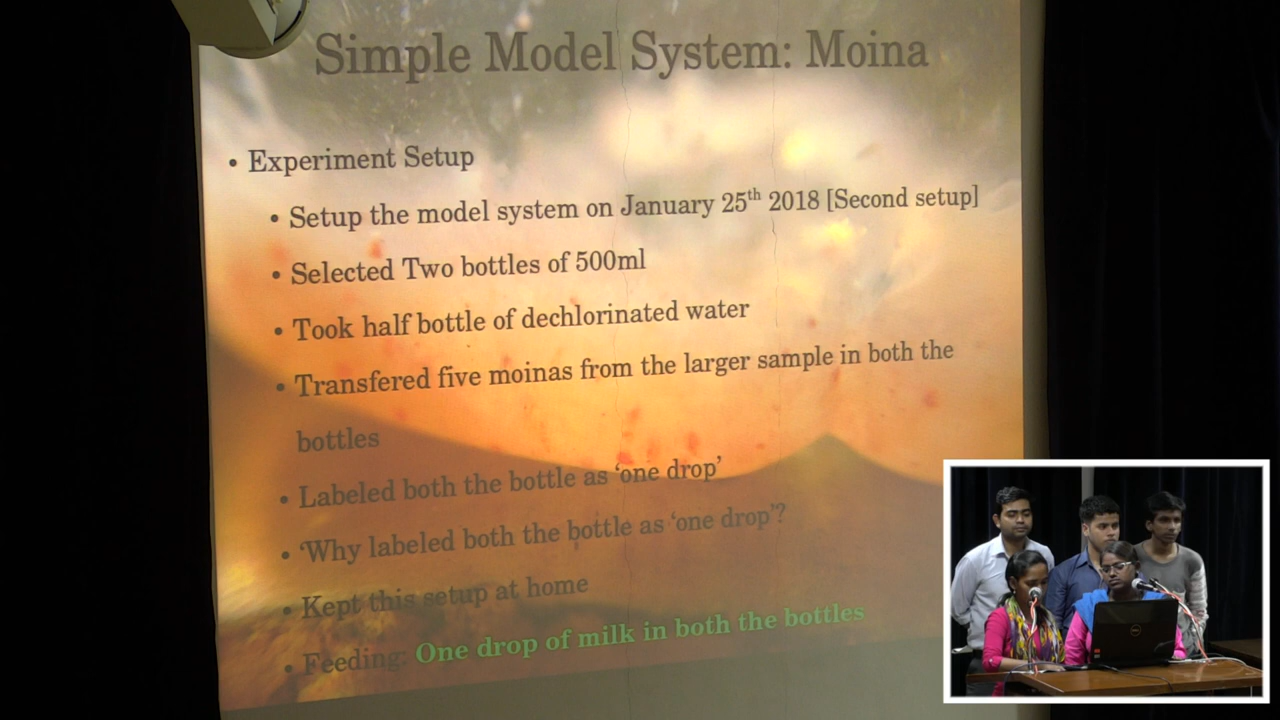 Simple Model System: Moina
• Experiment Setup
• Setup the model system on January 25th 2018 [Second setup]
• Selected Two bottles of 500ml
• Took half bottle of dechlorinated water
• Transfered five moinas from the larger sample in both the
bottles
• Labeled both the bottle as ‘one drop’
• ‘Why labeled both the bottle as ‘one drop’?
• Kept this setup at home
• Feeding: One drop of milk in both the bottles
DELL